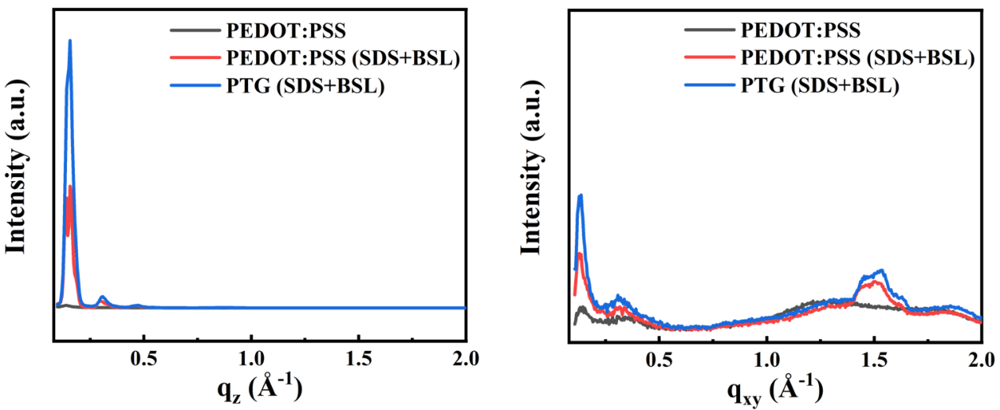 PEDOT:PSS
PEDOT:PSS (SDS+BSL)
PTG (SDS+BSL)
Intensity (a.u.)
0.5 1.0 1.5 2.0
q_z (Å⁻¹)
PEDOT:PSS
PEDOT:PSS (SDS+BSL)
PTG (SDS+BSL)
Intensity (a.u.)
0.5 1.0 1.5 2.0
q_xy (Å⁻¹)